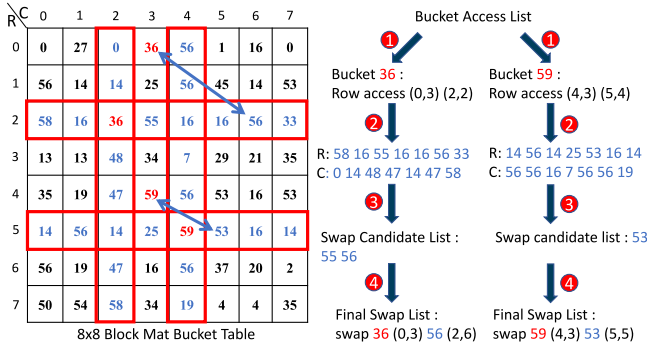 R C 0 1 2 3 4 5 6 7
0 0 27 0 36 56 1 16 0
1 56 14 14 25 56 45 14 53
2 58 16 36 55 16 16 56 33
3 13 13 48 34 7 29 21 35
4 35 19 47 59 56 53 16 53
5 14 56 14 25 59 53 16 14
6 56 19 47 16 56 37 20 2
7 50 54 58 34 19 4 4 35
8x8 Block Mat Bucket Table
Bucket Access List
1
Bucket 36 :
Row access (0,3) (2,2)
2
R: 58 16 55 16 16 56 33
C: 0 14 48 47 14 47 58
3
Swap Candidate List :
55 56
4
Final Swap List :
swap 36 (0,3) 56 (2,6)
1
Bucket 59 :
Row access (4,3) (5,4)
2
R: 14 56 14 25 53 16 14
C: 56 56 16 7 56 56 19
3
Swap candidate list : 53
4
Final Swap List :
swap 59 (4,3) 53 (5,5)